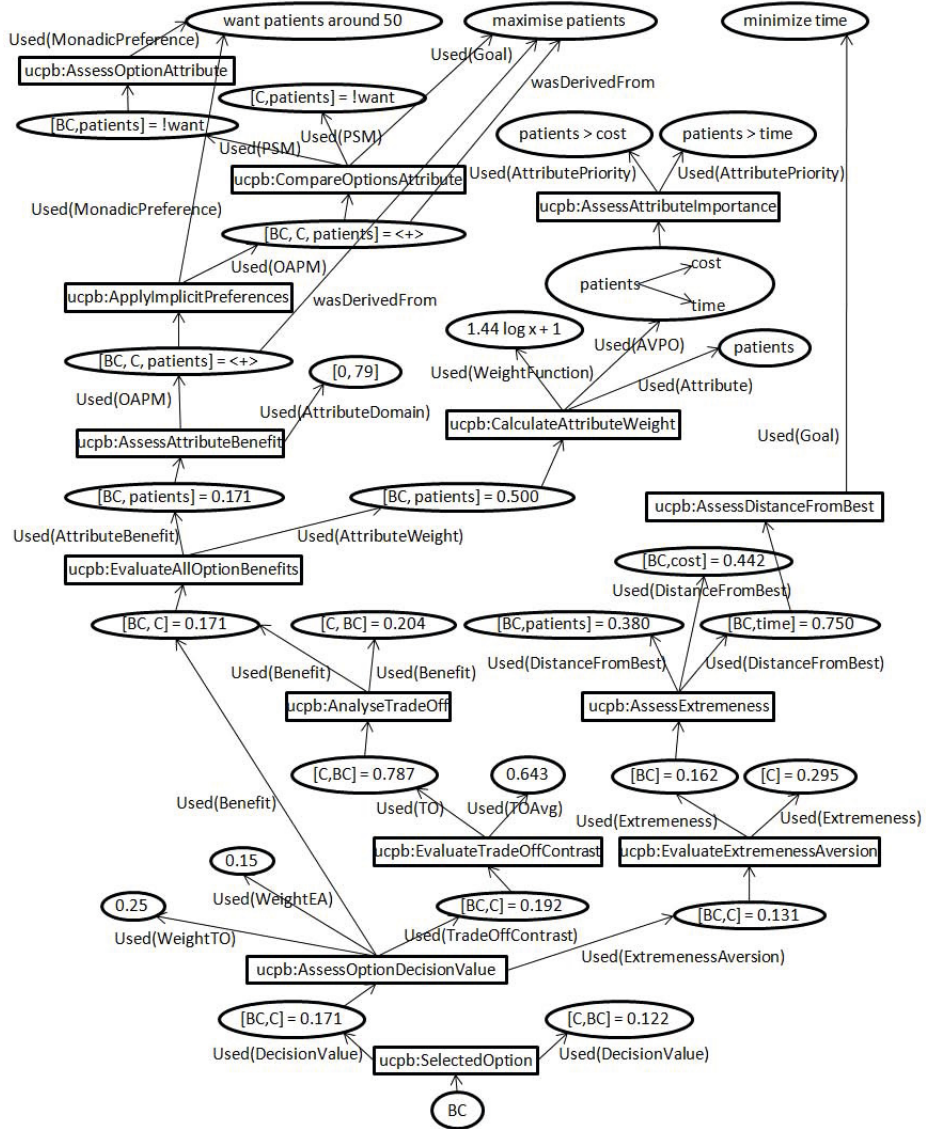 want patients around 50
maximise patients
minimize time
Used(MonadicPreference)
Used(Goal)
ucpb:AssessOptionAttribute
wasDerivedFrom
[C,patients] = !want
[BC,patients] = !want
Used(PSM)
Used(PSM)
patients > cost
patients > time
ucpb:CompareOptionsAttribute
Used(AttributePriority)
Used(AttributePriority)
Used(MonadicPreference)
ucpb:AssessAttributeImportance
[BC, C, patients] = <+>
Used(OAPM)
cost
patients
time
ucpb:ApplyImplicitPreferences
wasDerivedFrom
1.44 log x + 1
Used(AVPO)
patients
[BC, C, patients] = <+>
[0, 79]
Used(WeightFunction)
Used(Attribute)
Used(OAPM)
Used(AttributeDomain)
ucpb:CalculateAttributeWeight
Used(Goal)
ucpb:AssessAttributeBenefit
[BC, patients] = 0.171
[BC, patients] = 0.500
ucpb:AssessDistanceFromBest
Used(AttributeBenefit)
Used(AttributeWeight)
ucpb:EvaluateAllOptionBenefits
[BC,cost] = 0.442
Used(DistanceFromBest)
[BC, C] = 0.171
[C, BC] = 0.204
[BC,patients] = 0.380
[BC,time] = 0.750
Used(Benefit)
Used(Benefit)
Used(DistanceFromBest)
Used(DistanceFromBest)
ucpb:AnalyseTradeOff
ucpb:AssessExtremeness
[C,BC] = 0.787
0.643
[BC] = 0.162
[C] = 0.295
Used(Benefit)
Used(TO)
Used(TOAvg)
Used(Extremeness)
Used(Extremeness)
ucpb:EvaluateTradeOffContrast
ucpb:EvaluateExtremenessAversion
0.15
Used(WeightEA)
0.25
[BC,C] = 0.192
[BC,C] = 0.131
Used(WeightTO)
Used(TradeOffContrast)
Used(ExtremenessAversion)
ucpb:AssessOptionDecisionValue
[BC,C] = 0.171
[C,BC] = 0.122
Used(DecisionValue)
Used(DecisionValue)
ucpb:SelectedOption
BC